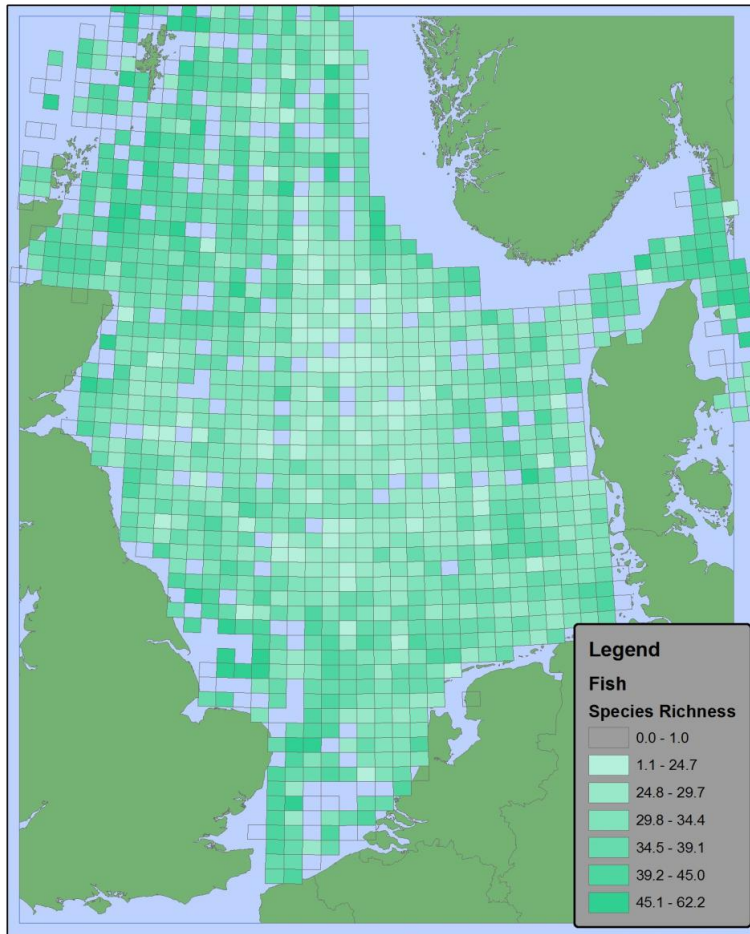 Legend
Fish
Species Richness
0.0 - 1.0
1.1 - 24.7
24.8 - 29.7
29.8 - 34.4
34.5 - 39.1
39.2 - 45.0
45.1 - 62.2